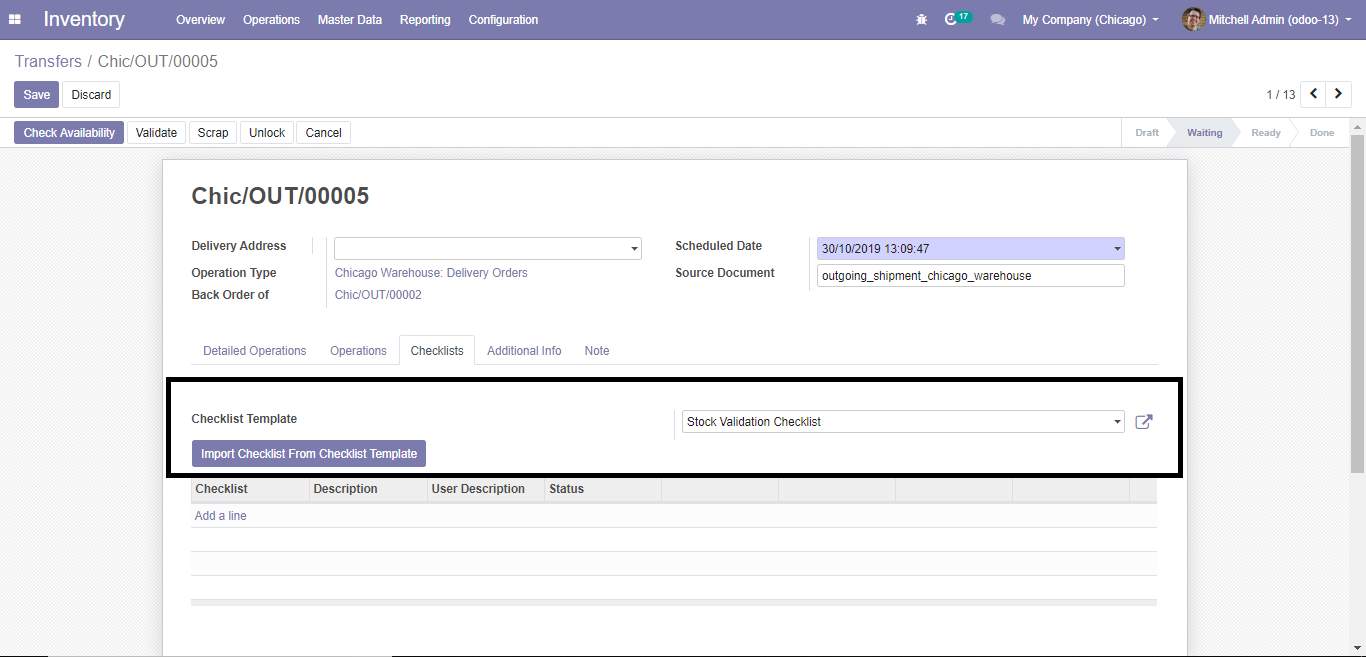 Inventory Overview Operations Master Data Reporting Configuration 17 My Company (Chicago) Mitchell Admin (odoo-13)
Transfers / Chic/OUT/00005
Save Discard 1 / 13
Check Availability Validate Scrap Unlock Cancel Draft Waiting Ready Done
Chic/OUT/00005
Delivery Address Scheduled Date 30/10/2019 13:09:47
Operation Type Chicago Warehouse: Delivery Orders Source Document outgoing_shipment_chicago_warehouse
Back Order of Chic/OUT/00002
Detailed Operations Operations Checklists Additional Info Note
Checklist Template Stock Validation Checklist
Import Checklist From Checklist Template
Checklist Description User Description Status
Add a line